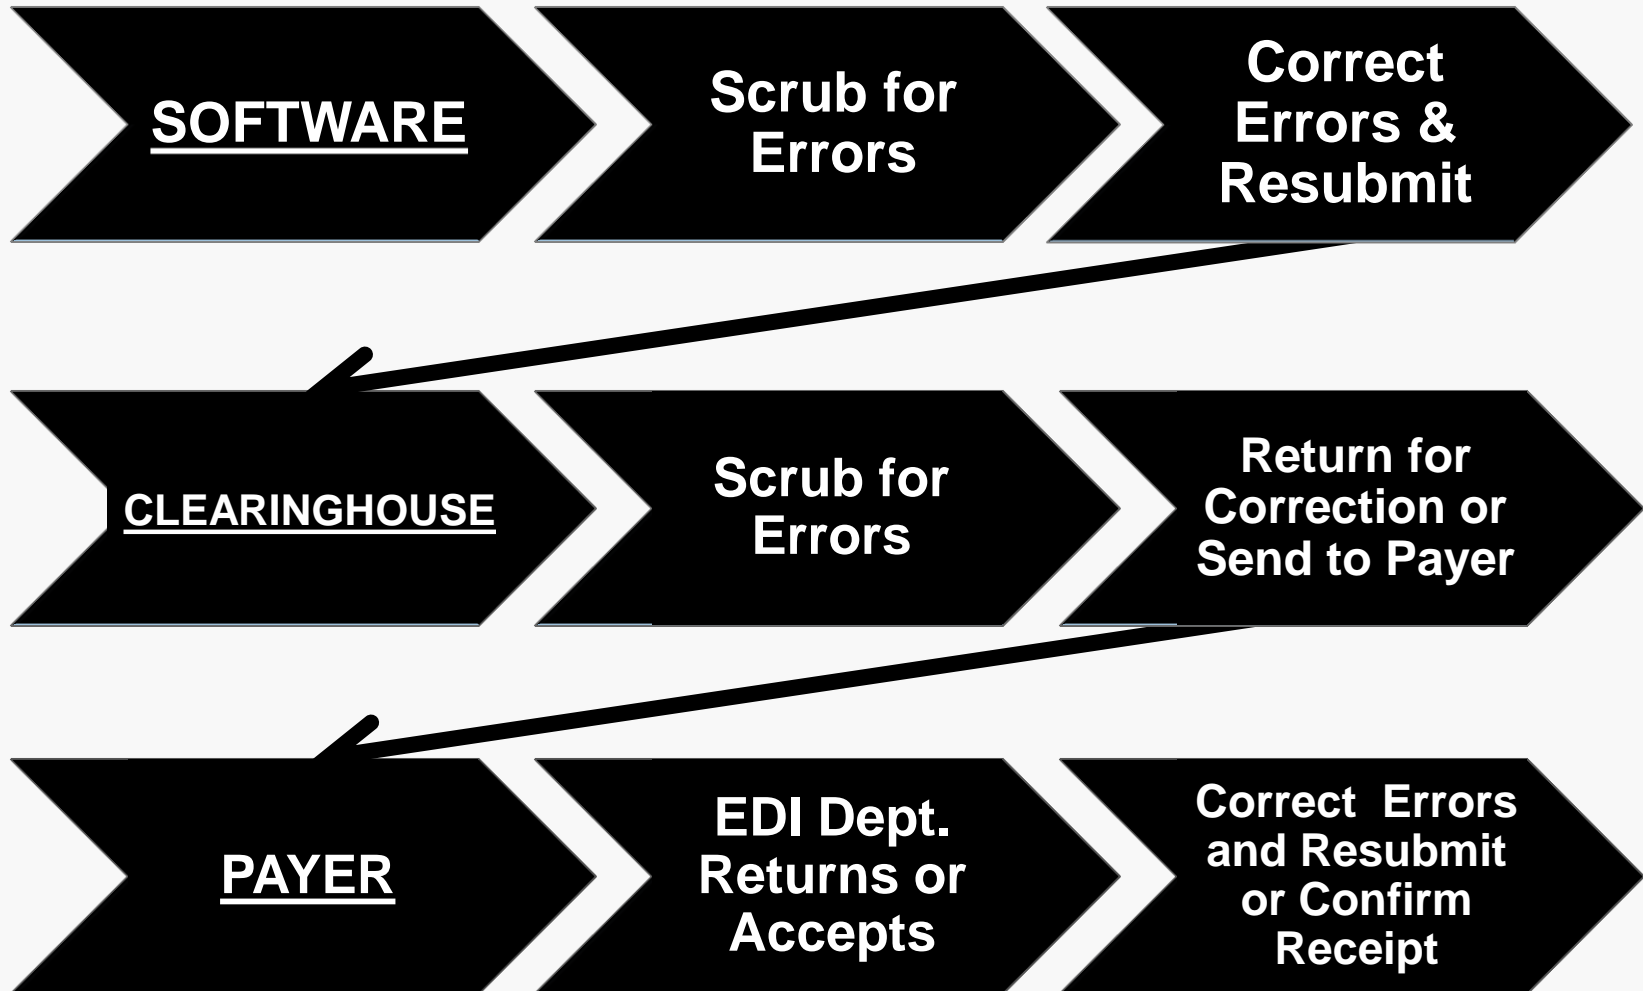 SOFTWARE
Scrub for
Errors
Correct
Errors &
Resubmit
CLEARINGHOUSE
Scrub for
Errors
Return for
Correction or
Send to Payer
PAYER
EDI Dept.
Returns or
Accepts
Correct  Errors
and Resubmit
or Confirm
Receipt